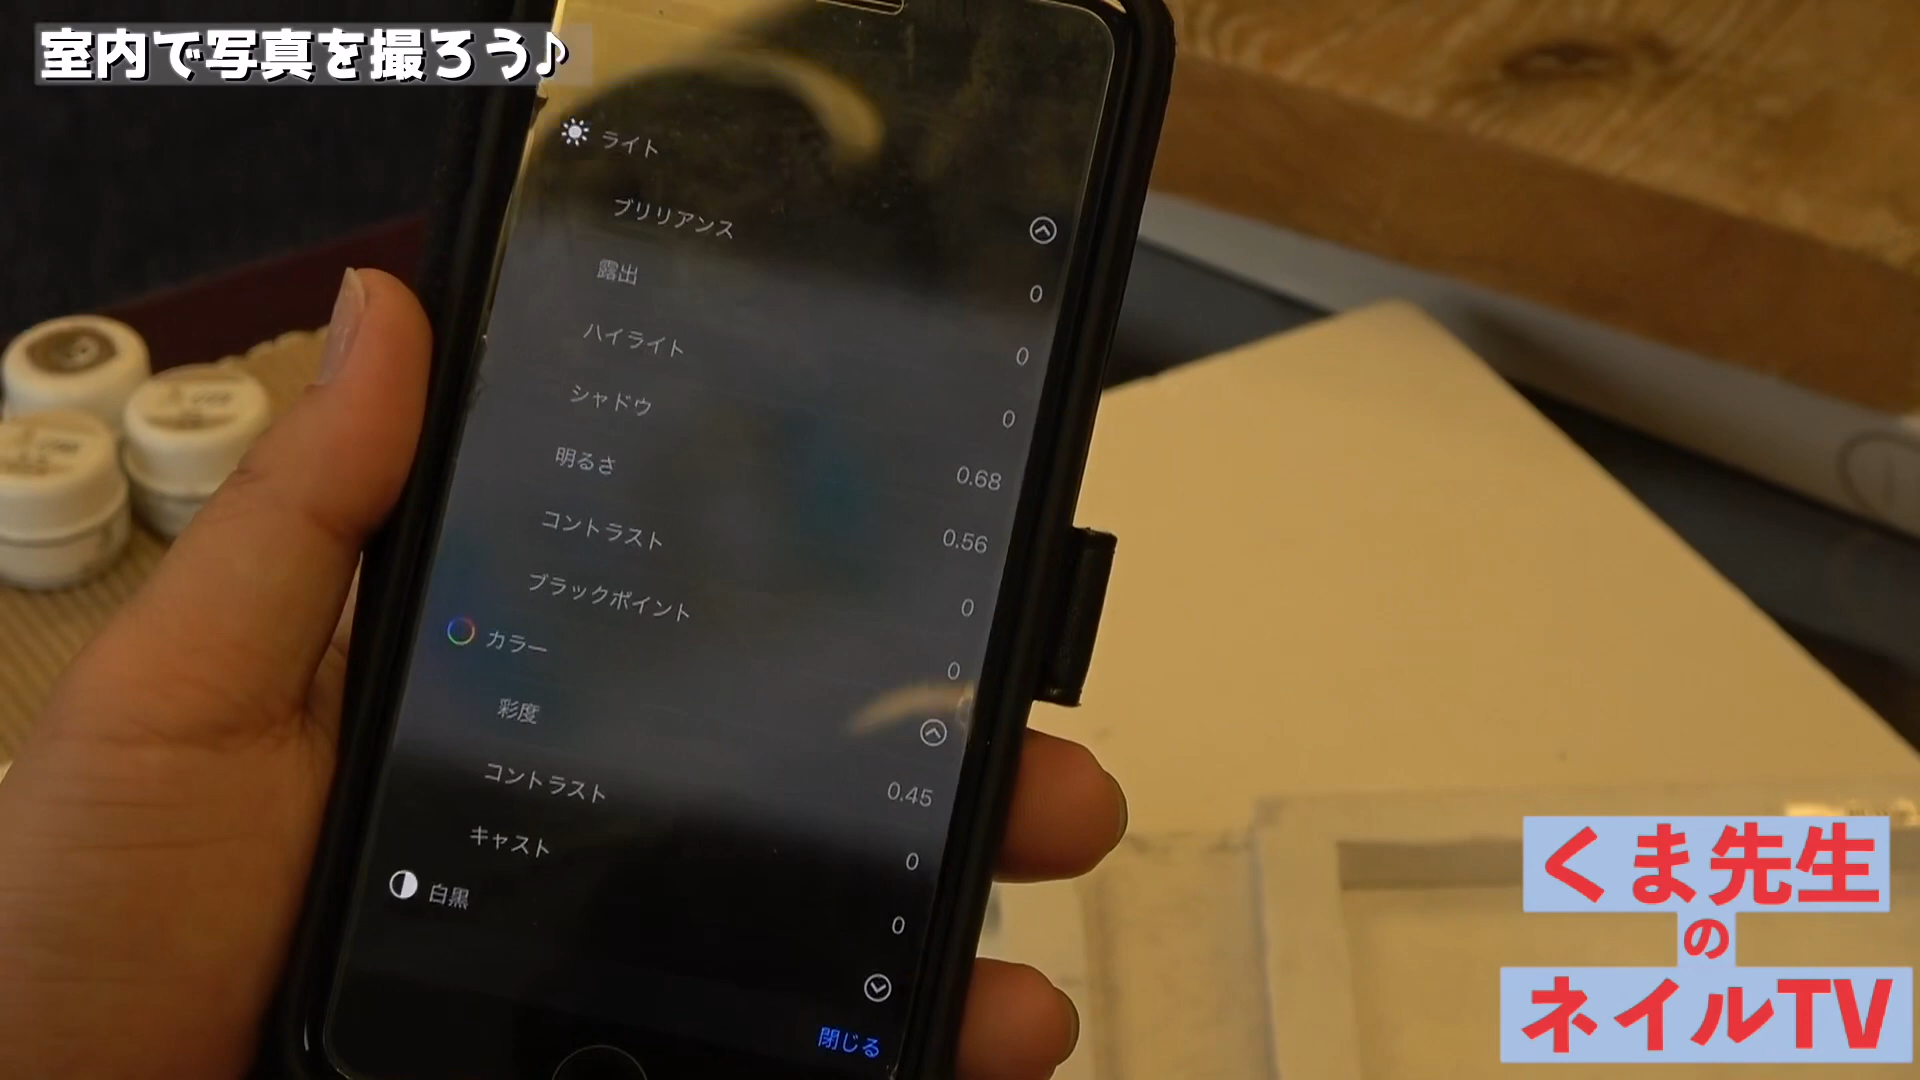 室内で写真を撮ろう♪
ライト
ブリリアンス 0
露出 0
ハイライト 0
シャドウ 0.68
明るさ 0.56
コントラスト 0
ブラックポイント 0
カラー
彩度 0.45
コントラスト 0
キャスト 0
白黒
閉じる
くま先生
の
ネイルTV